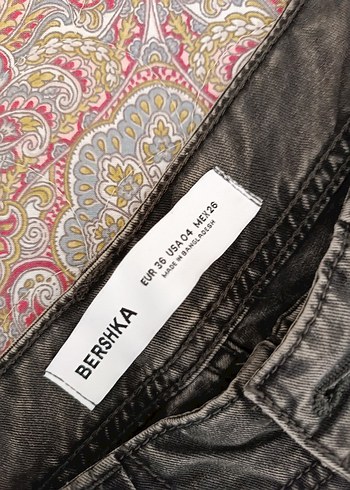 BERSHKA
EUR 36 USA 04 MEX 26
MADE IN BANGLADESH